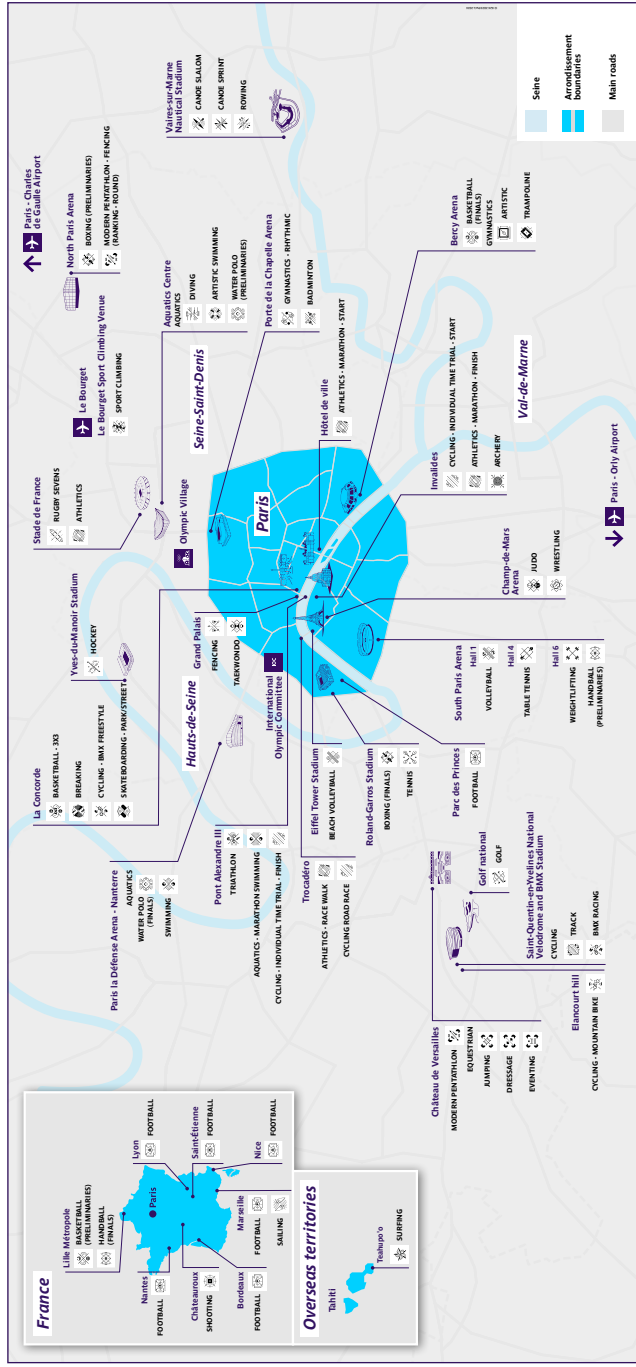 France
Lille Métropole
BASKETBALL
(PRELIMINARIES)
HANDBALL
(FINALS)
Paris
Lyon
FOOTBALL
Saint-Étienne
FOOTBALL
Nice
FOOTBALL
Nantes
FOOTBALL
Châteauroux
SHOOTING
Bordeaux
FOOTBALL
Marseille
FOOTBALL
SAILING
Overseas territories
Tahiti
Teahupo'o
SURFING
La Concorde
BASKETBALL - 3X3
BREAKING
CYCLING - BMX FREESTYLE
SKATEBOARDING - PARK/STREET
Yves-du-Manoir Stadium
HOCKEY
Stade de France
RUGBY SEVENS
ATHLETICS
Le Bourget
Le Bourget Sport Climbing Venue
SPORT CLIMBING
Paris - Charles
de Gaulle Airport
North Paris Arena
BOXING (PRELIMINARIES)
MODERN PENTATHLON - FENCING
(RANKING - ROUND)
Vaires-sur-Marne
Nautical Stadium
CANOE SLALOM
CANOE SPRINT
ROWING
Paris la Défense Arena - Nanterre
AQUATICS
WATER POLO
(FINALS)
SWIMMING
Hauts-de-Seine
Seine-Saint-Denis
Aquatics Centre
AQUATICS
DIVING
ARTISTIC SWIMMING
WATER POLO
(PRELIMINARIES)
Olympic Village
Porte de la Chapelle Arena
GYMNASTICS - RHYTHMIC
BADMINTON
Grand Palais
FENCING
TAEKWONDO
International
Olympic Committee
Paris
Hôtel de ville
ATHLETICS - MARATHON - START
Pont Alexandre III
TRIATHLON
AQUATICS - MARATHON SWIMMING
CYCLING - INDIVIDUAL TIME TRIAL - FINISH
Trocadéro
ATHLETICS - RACE WALK
CYCLING ROAD RACE
Eiffel Tower Stadium
BEACH VOLLEYBALL
Roland-Garros Stadium
BOXING (FINALS)
TENNIS
Parc des Princes
FOOTBALL
South Paris Arena
Hall 1
VOLLEYBALL
Hall 4
TABLE TENNIS
Hall 6
WEIGHTLIFTING
HANDBALL
(PRELIMINARIES)
Champ-de-Mars
Arena
JUDO
WRESTLING
Invalides
CYCLING - INDIVIDUAL TIME TRIAL - START
ATHLETICS - MARATHON - FINISH
ARCHERY
Bercy Arena
BASKETBALL
(FINALS)
GYMNASTICS
ARTISTIC
TRAMPOLINE
Val-de-Marne
Paris - Orly Airport
Château de Versailles
MODERN PENTATHLON
EQUESTRIAN
JUMPING
DRESSAGE
EVENTING
Golf national
GOLF
Saint-Quentin-en-Yvelines National
Velodrome and BMX Stadium
CYCLING
TRACK
BMX RACING
Elancourt hill
CYCLING - MOUNTAIN BIKE
Seine
Arrondissement
boundaries
Main roads